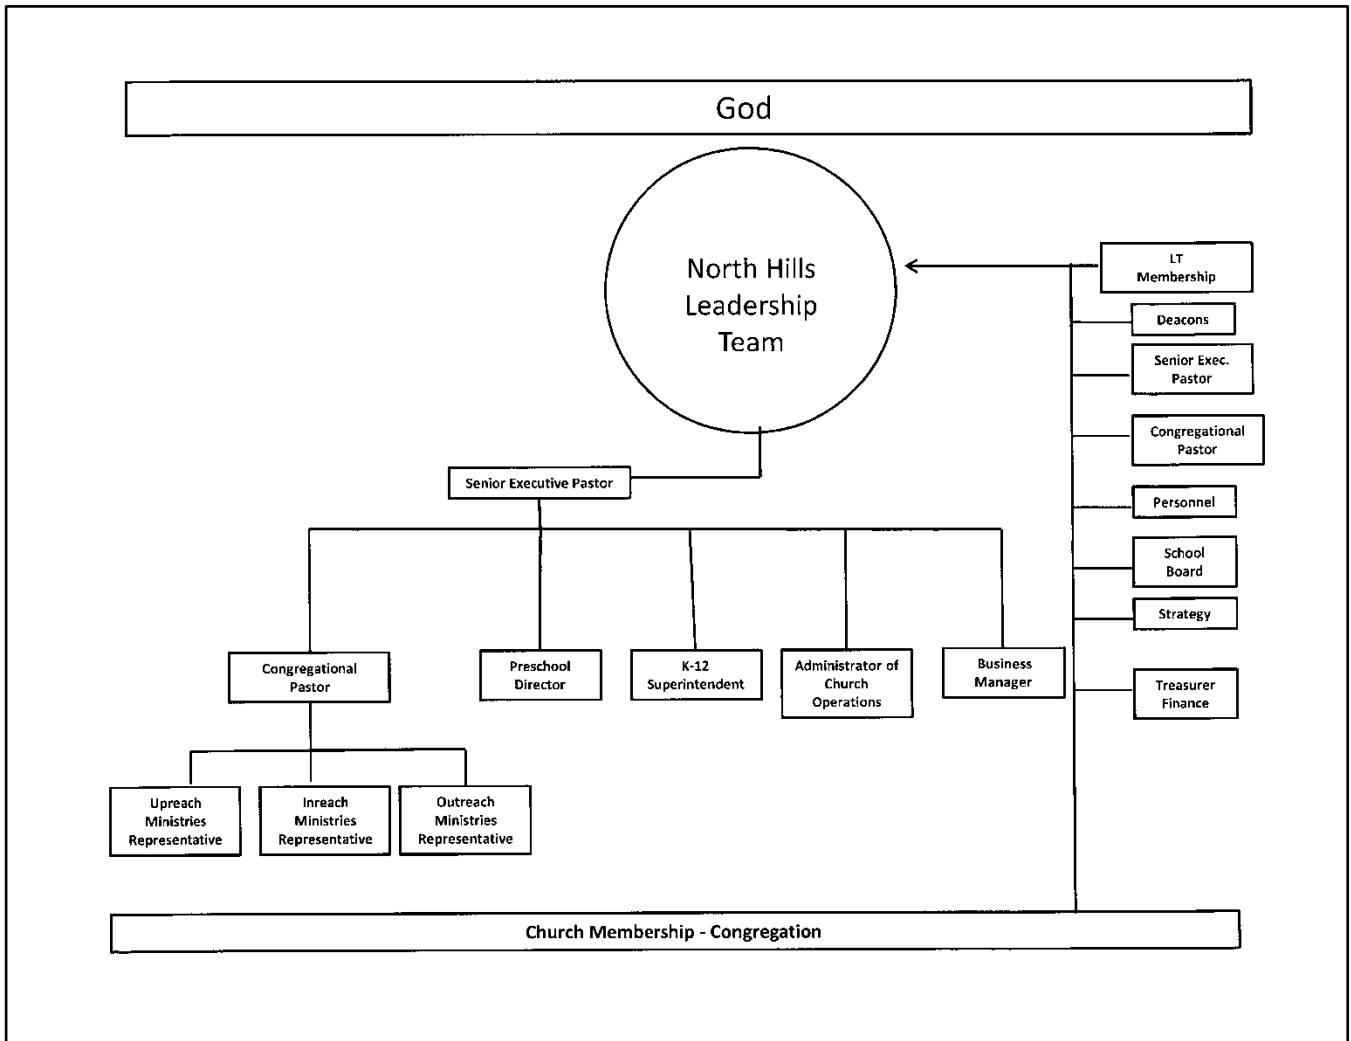 God
North Hills
Leadership
Team
LT
Membership
Deacons
Senior Exec.
Pastor
Congregational
Pastor
Personnel
School
Board
Strategy
Treasurer
Finance
Senior Executive Pastor
Congregational
Pastor
Preschool
Director
K-12
Superintendent
Administrator of
Church
Operations
Business
Manager
Upreach
Ministries
Representative
Inreach
Ministries
Representative
Outreach
Ministries
Representative
Church Membership - Congregation